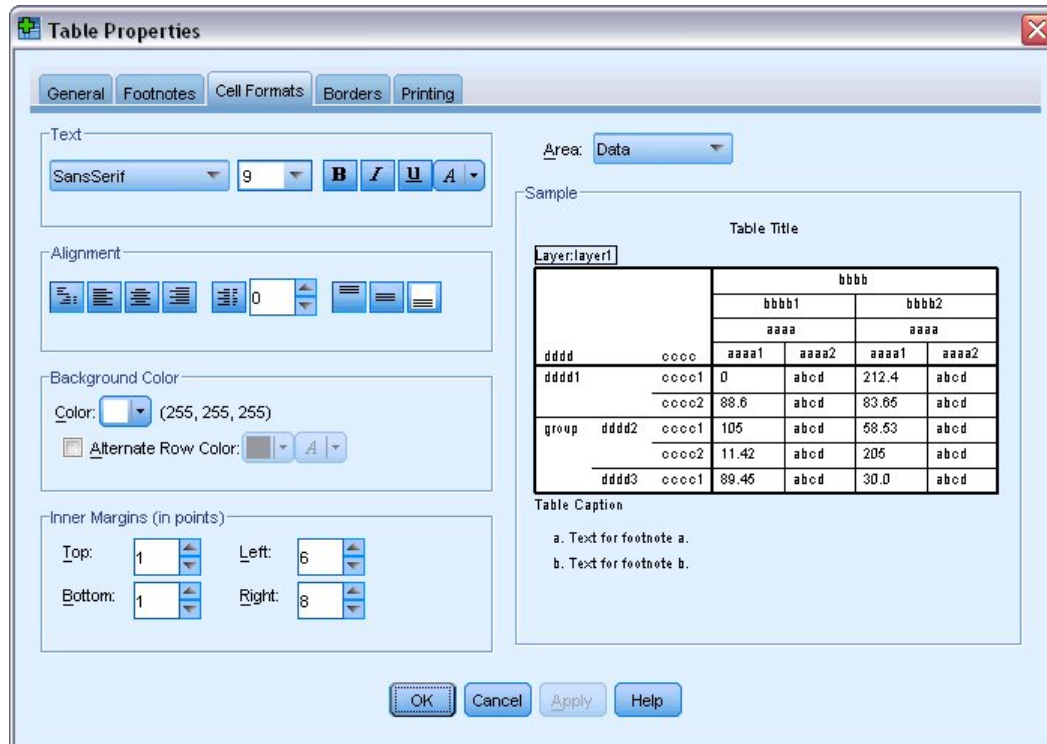 Table Properties
General Footnotes Cell Formats Borders Printing
Text
SansSerif 9 B I U A
Alignment
0
Background Color
Color: (255, 255, 255)
Alternate Row Color: A
Inner Margins (in points)
Top: 1 Left: 6
Bottom: 1 Right: 8
Area: Data
Sample
Table Title
Layer:layer1
bbbb
bbbb1 bbbb2
aaaa aaaa
dddd cccc aaaa1 aaaa2 aaaa1 aaaa2
dddd1 cccc1 0 abcd 212.4 abcd
cccc2 88.6 abcd 83.65 abcd
group dddd2 cccc1 105 abcd 58.53 abcd
cccc2 11.42 abcd 205 abcd
dddd3 cccc1 89.45 abcd 30.0 abcd
Table Caption
a. Text for footnote a.
b. Text for footnote b.
OK Cancel Apply Help